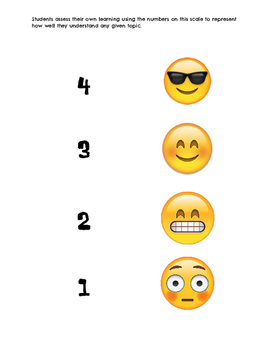 Students assess their own learning using the numbers on this scale to represent
how well they understand any given topic.
4
3
2
1